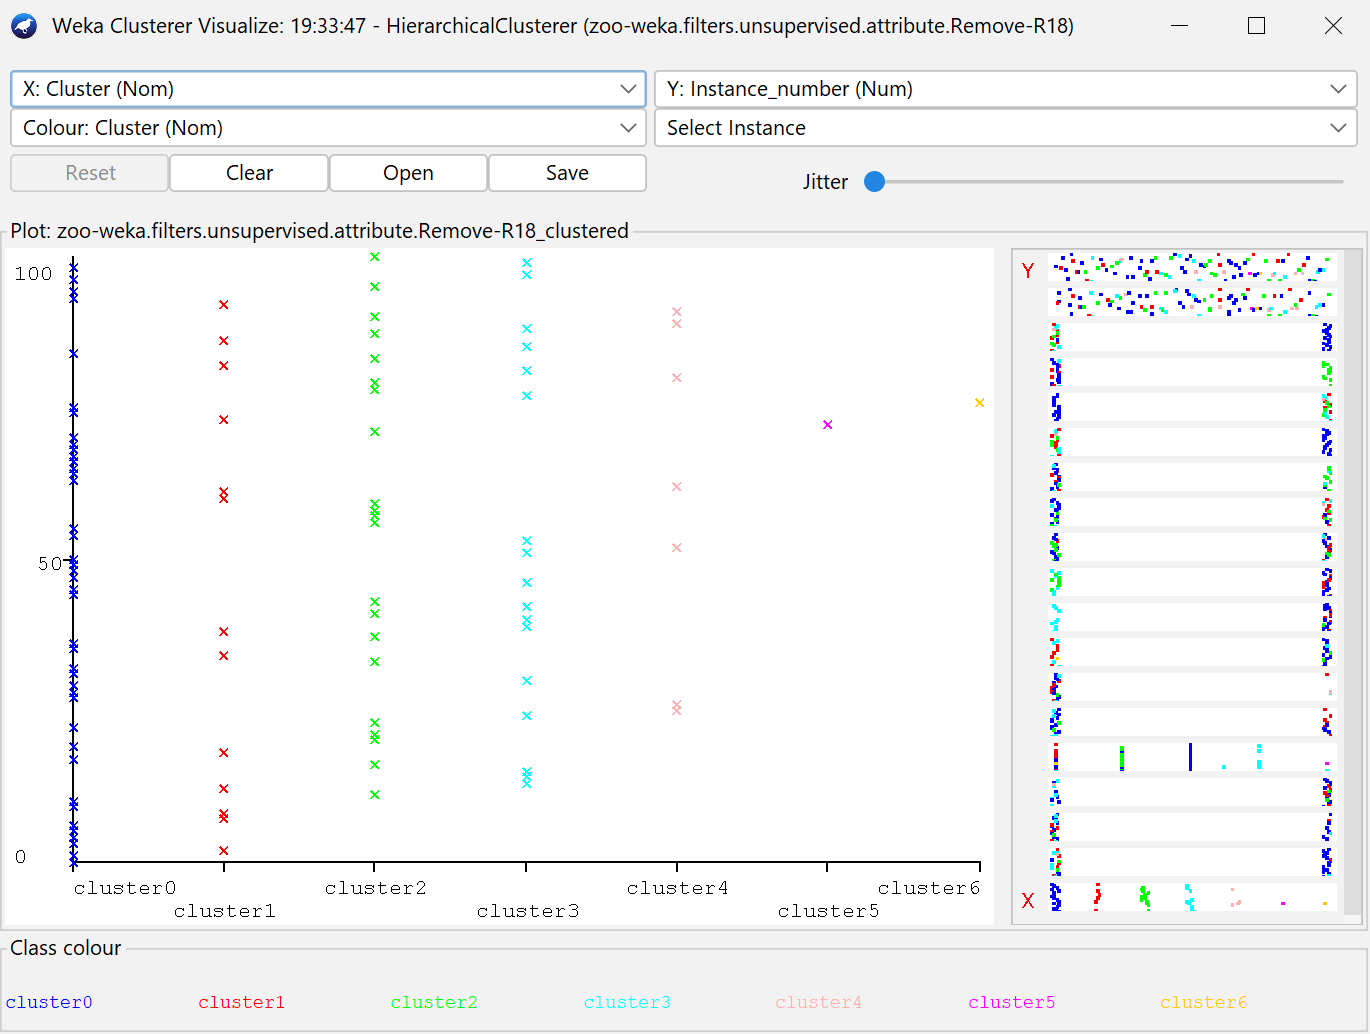 Weka Clusterer Visualize: 19:33:47 - HierarchicalClusterer (zoo-weka.filters.unsupervised.attribute.Remove-R18)
X: Cluster (Nom)
Y: Instance_number (Num)
Colour: Cluster (Nom)
Select Instance
Reset
Clear
Open
Save
Jitter
Plot: zoo-weka.filters.unsupervised.attribute.Remove-R18_clustered
100
50
0
cluster0
cluster1
cluster2
cluster3
cluster4
cluster5
cluster6
Y
X
Class colour
cluster0
cluster1
cluster2
cluster3
cluster4
cluster5
cluster6